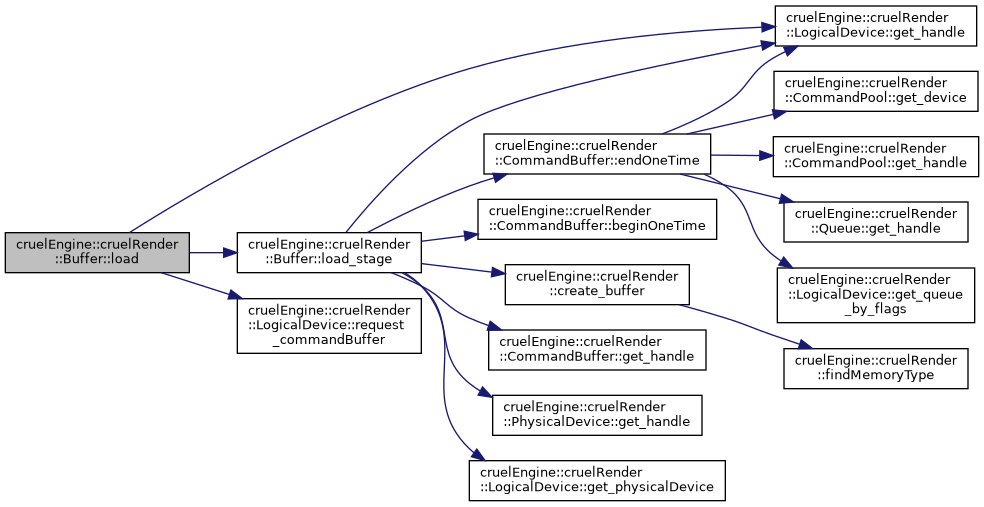 cruelEngine::cruelRender
::Buffer::load
cruelEngine::cruelRender
::Buffer::load_stage
cruelEngine::cruelRender
::LogicalDevice::request
_commandBuffer
cruelEngine::cruelRender
::CommandBuffer::endOneTime
cruelEngine::cruelRender
::CommandBuffer::beginOneTime
cruelEngine::cruelRender
::create_buffer
cruelEngine::cruelRender
::CommandBuffer::get_handle
cruelEngine::cruelRender
::PhysicalDevice::get_handle
cruelEngine::cruelRender
::LogicalDevice::get_physicalDevice
cruelEngine::cruelRender
::LogicalDevice::get_handle
cruelEngine::cruelRender
::CommandPool::get_device
cruelEngine::cruelRender
::CommandPool::get_handle
cruelEngine::cruelRender
::Queue::get_handle
cruelEngine::cruelRender
::LogicalDevice::get_queue
_by_flags
cruelEngine::cruelRender
::findMemoryType